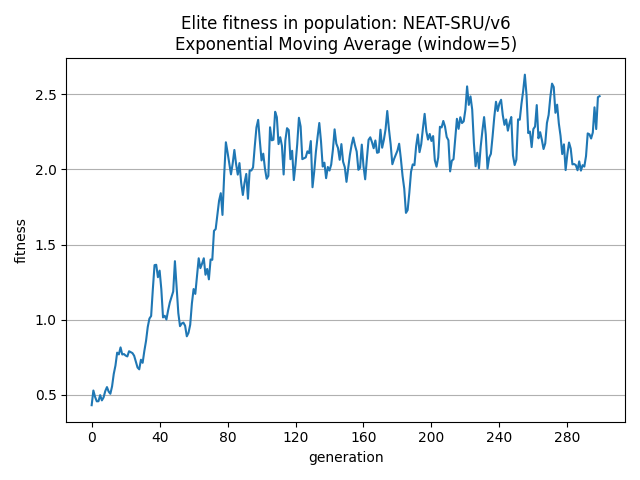 Elite fitness in population: NEAT-SRU/v6
Exponential Moving Average (window=5)
2.5
2.0
1.5
1.0
0.5
fitness
0 40 80 120 160 200 240 280
generation